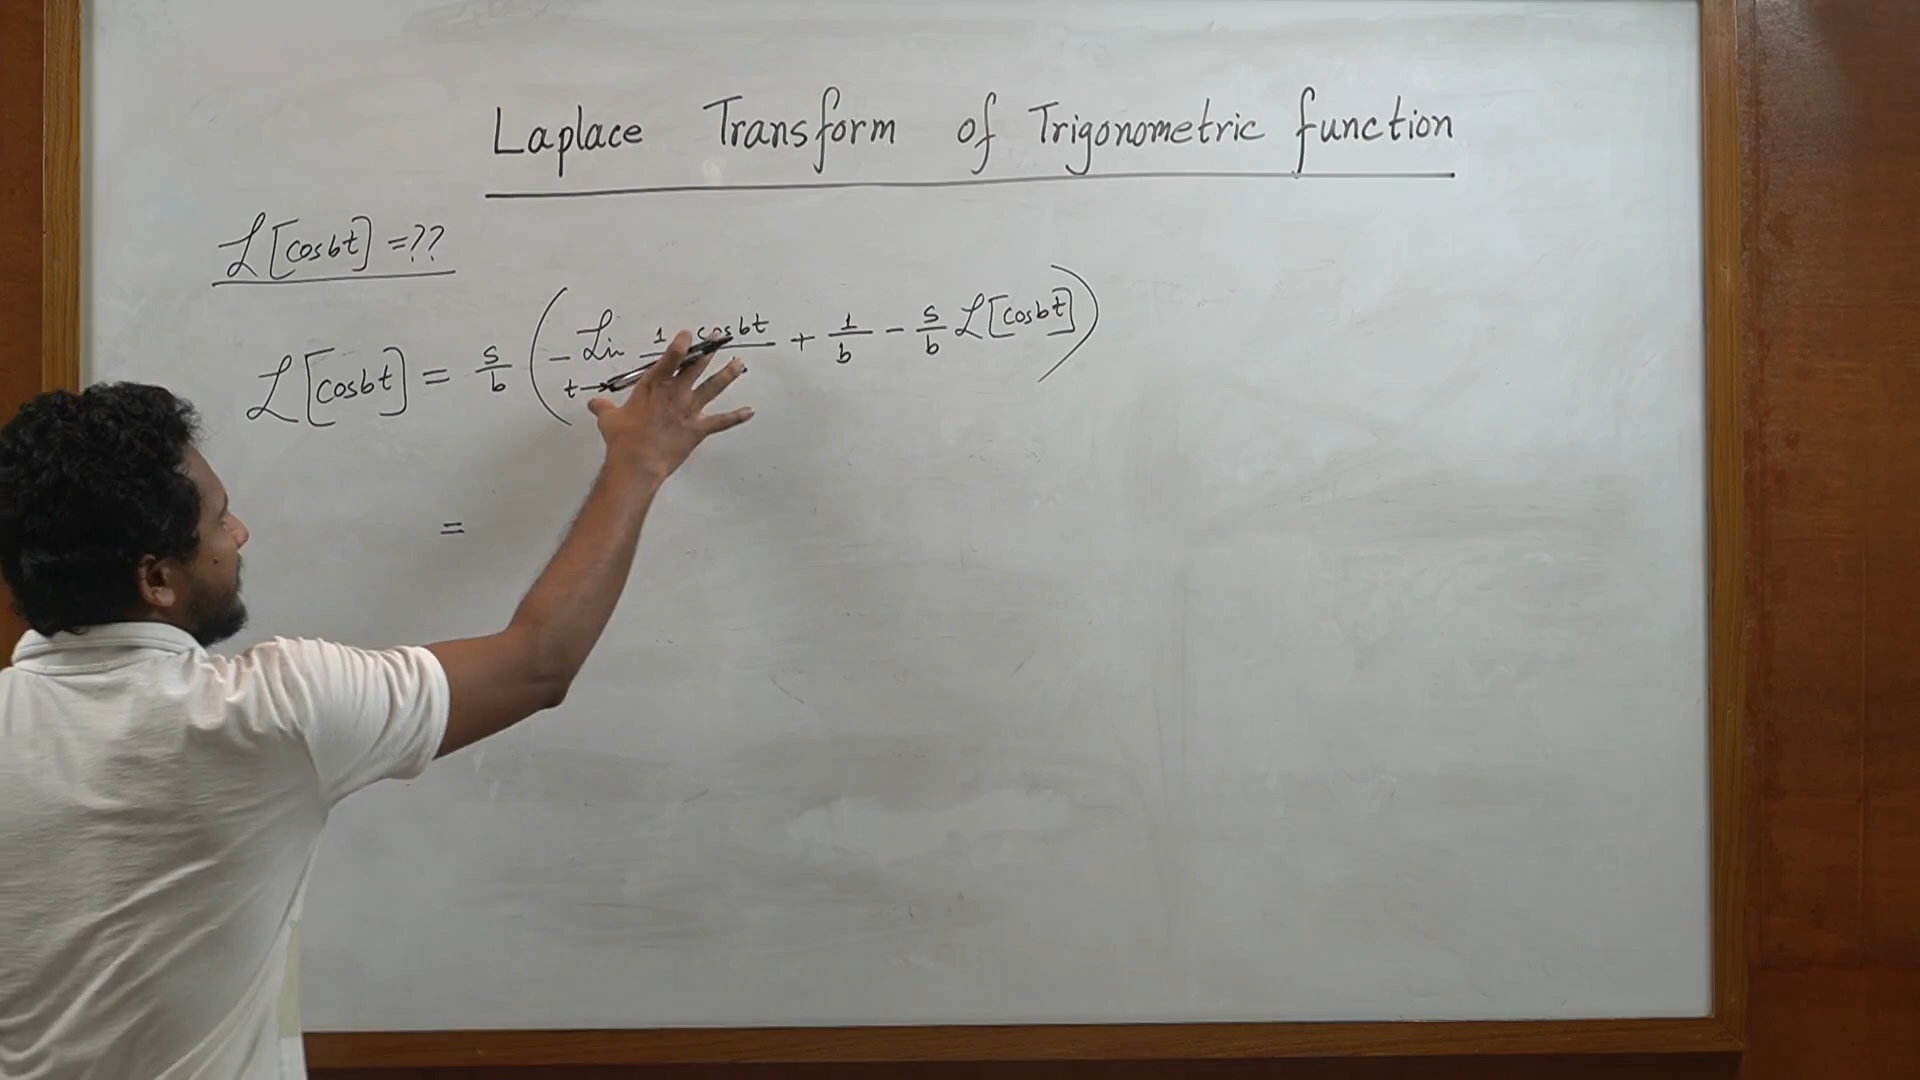 Laplace Transform of Trigonometric function
ℒ[cosbt] =??
ℒ[cosbt] = s/b ( - Lim t→ 1 cosbt + 1/b - s/b ℒ[cosbt] )
=